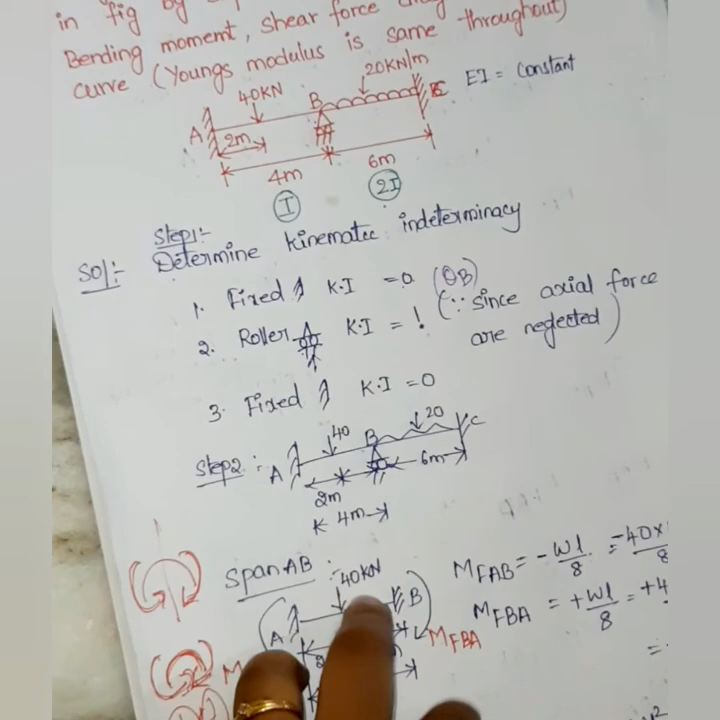 in fig by
Bending moment, shear force
curve (Youngs modulus is same throughout)
40KN 20KN/m EI = Constant
A B
2m
4m 6m
I 2I
Step1:-
Sol:- Determine kinematic indeterminacy
1. Fixed K.I = 0 (θB)
2. Roller K.I = 1 (∵ since axial force are neglected)
3. Fixed K.I = 0
Step2 :- 40 20
A B C
2m 6m
4m
Span AB :- 40KN
A B
MFAB = -Wl/8 = -40×/8
MFBA = +Wl/8 = +4
MFBA
=